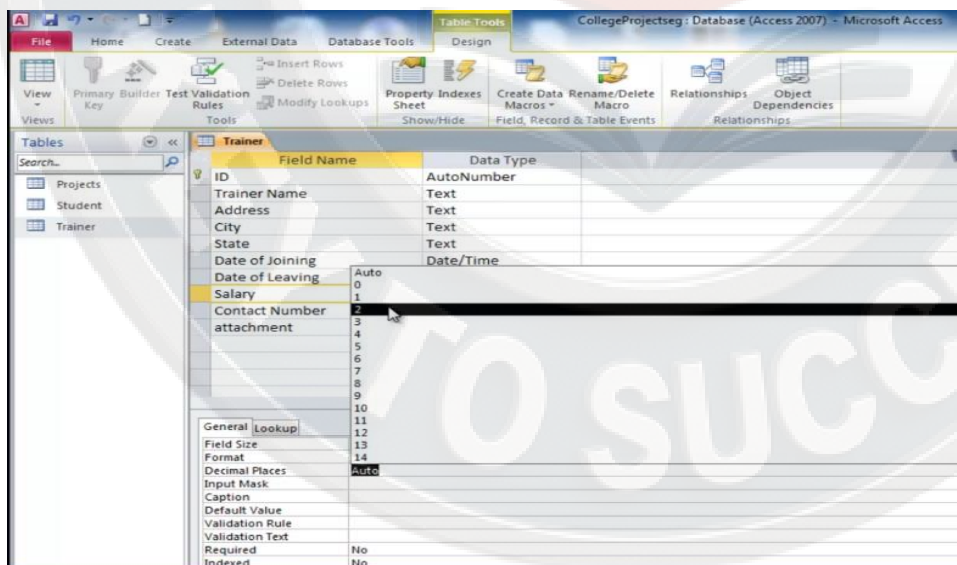 Table Tools
CollegeProjectseg : Database (Access 2007) - Microsoft Access
File Home Create External Data Database Tools Design
View Primary Key Builder Test Validation Rules Insert Rows Delete Rows Modify Lookups Property Sheet Indexes Create Data Macros Rename/Delete Macro Relationships Object Dependencies
Views Tools Show/Hide Field, Record & Table Events Relationships
Tables
Search...
Projects
Student
Trainer
Trainer
Field Name Data Type
ID AutoNumber
Trainer Name Text
Address Text
City Text
State Text
Date of Joining Date/Time
Date of Leaving
Salary
Contact Number
attachment
Auto
0
1
2
3
4
5
6
7
8
9
10
11
12
13
14
General Lookup
Field Size
Format
Decimal Places Auto
Input Mask
Caption
Default Value
Validation Rule
Validation Text
Required No
Indexed No
TO SUCC